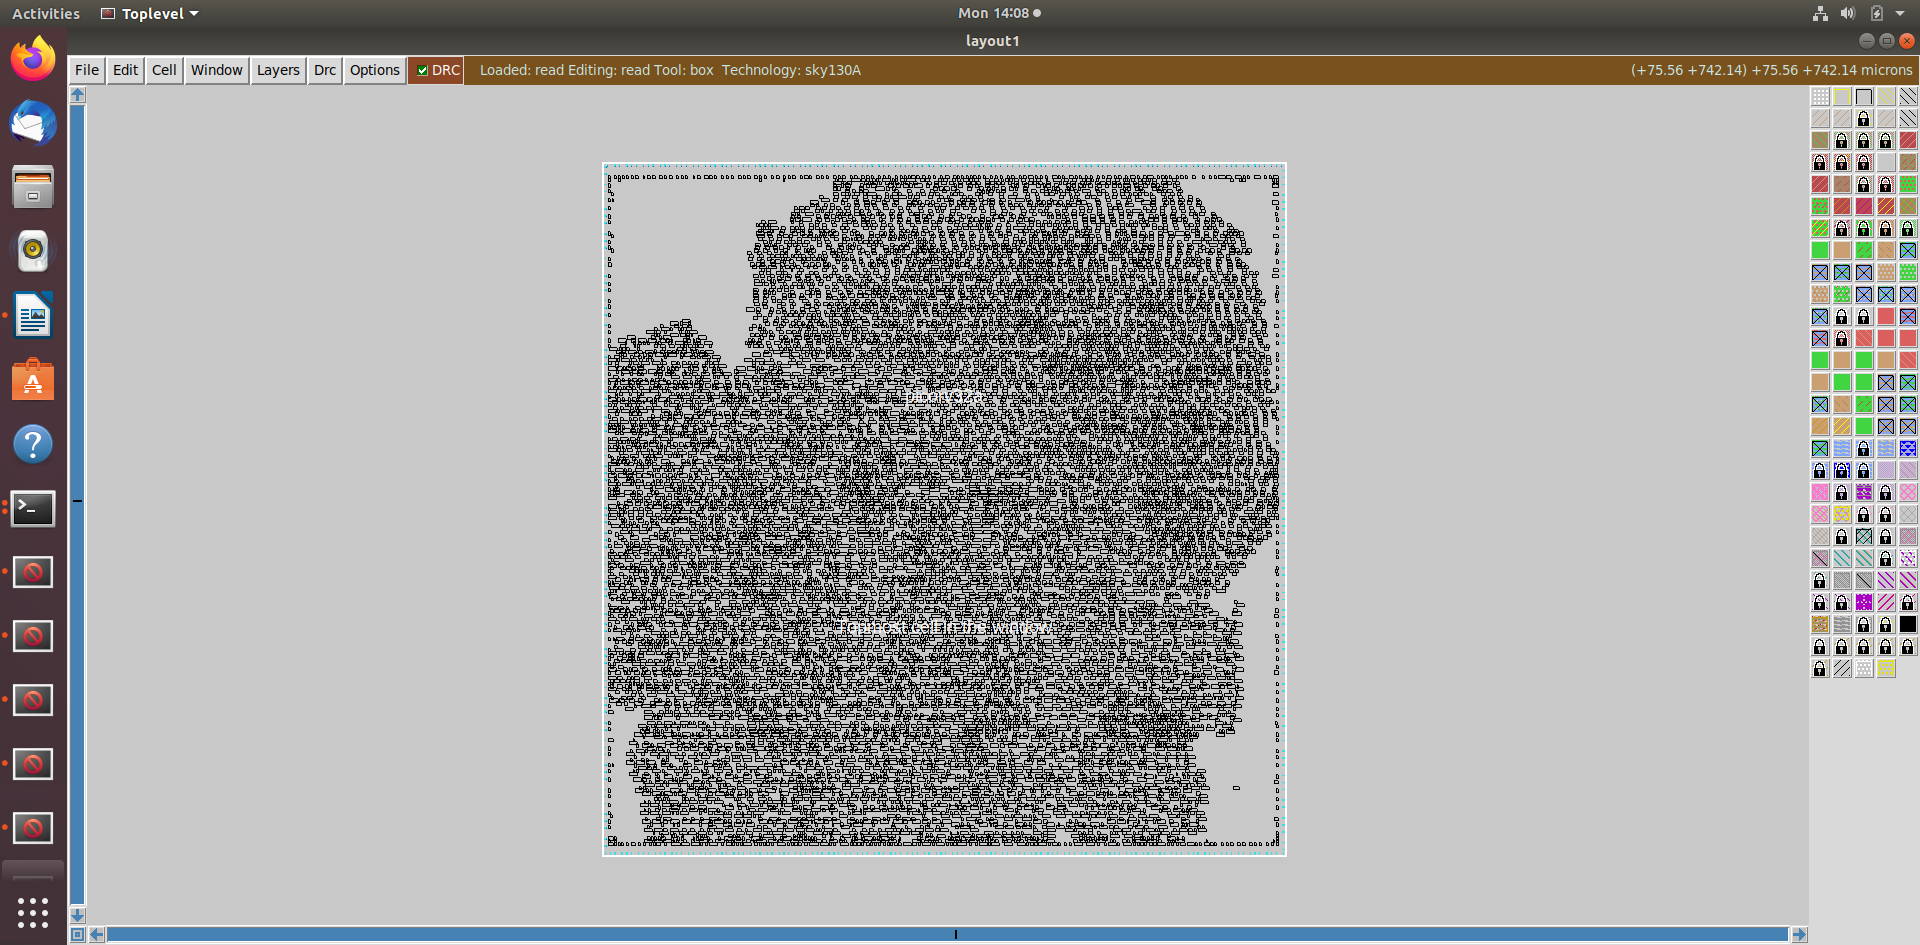 Activities Toplevel Mon 14:08
layout1
File Edit Cell Window Layers Drc Options DRC Loaded: read Editing: read Tool: box Technology: sky130A (+75.56 +742.14) +75.56 +742.14 microns
picorv32a
Topmost cell in the window